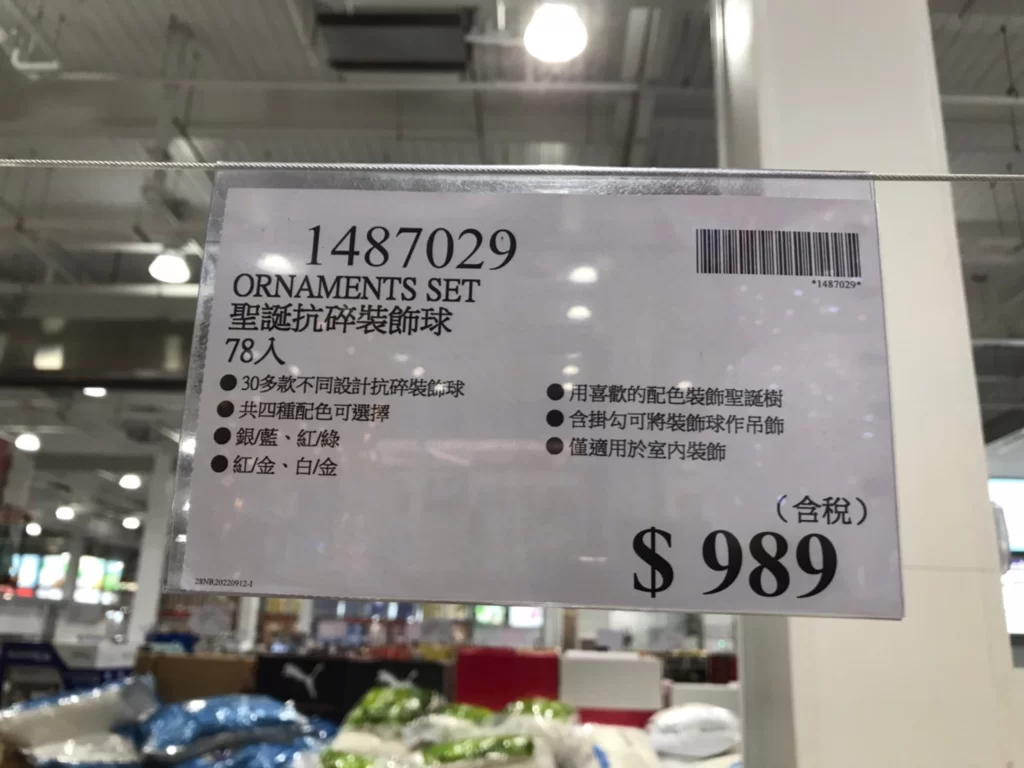 1487029
*1487029*
ORNAMENTS SET
聖誕抗碎裝飾球
78入
●30多款不同設計抗碎裝飾球
●共四種配色可選擇
●銀/藍、紅/綠
●紅/金、白/金
●用喜歡的配色裝飾聖誕樹
●含掛勾可將裝飾球作吊飾
●僅適用於室內裝飾
（含稅）
$ 989
28NR20220912-1